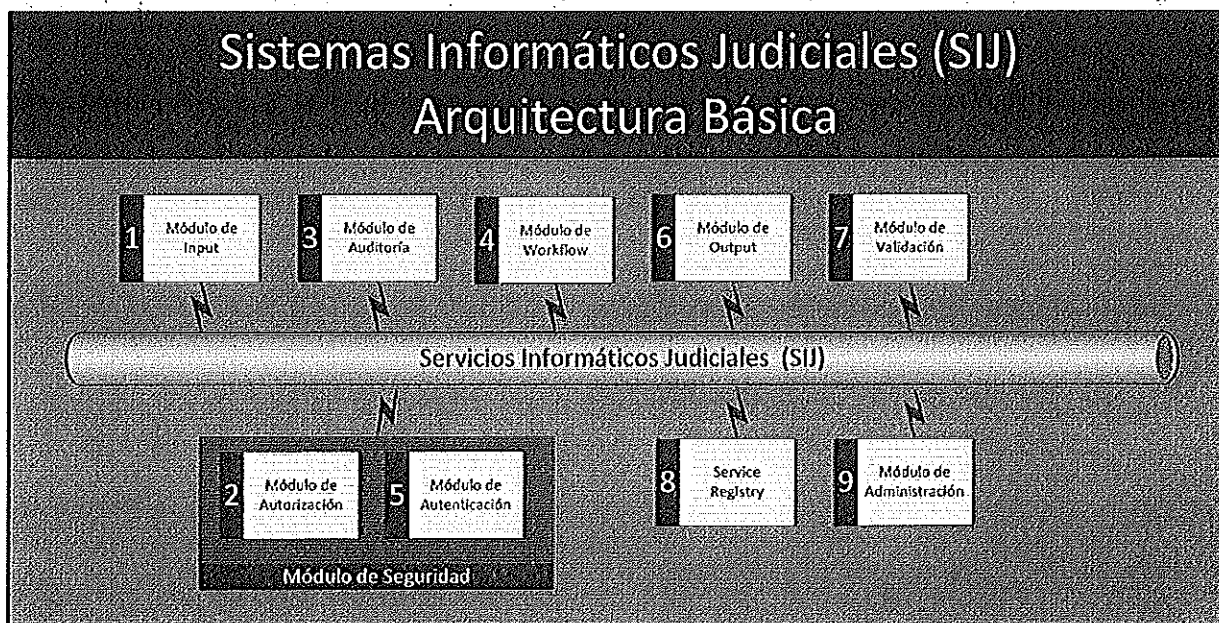 Sistemas Informáticos Judiciales (SIJ)
Arquitectura Básica
1
Módulo de
Input
3
Módulo de
Auditoría
4
Módulo de
Workflow
6
Módulo de
Output
7
Módulo de
Validación
Servicios Informáticos Judiciales (SIJ)
2
Módulo de
Autorización
5
Módulo de
Autenticación
Módulo de Seguridad
8
Service
Registry
9
Módulo de
Administración